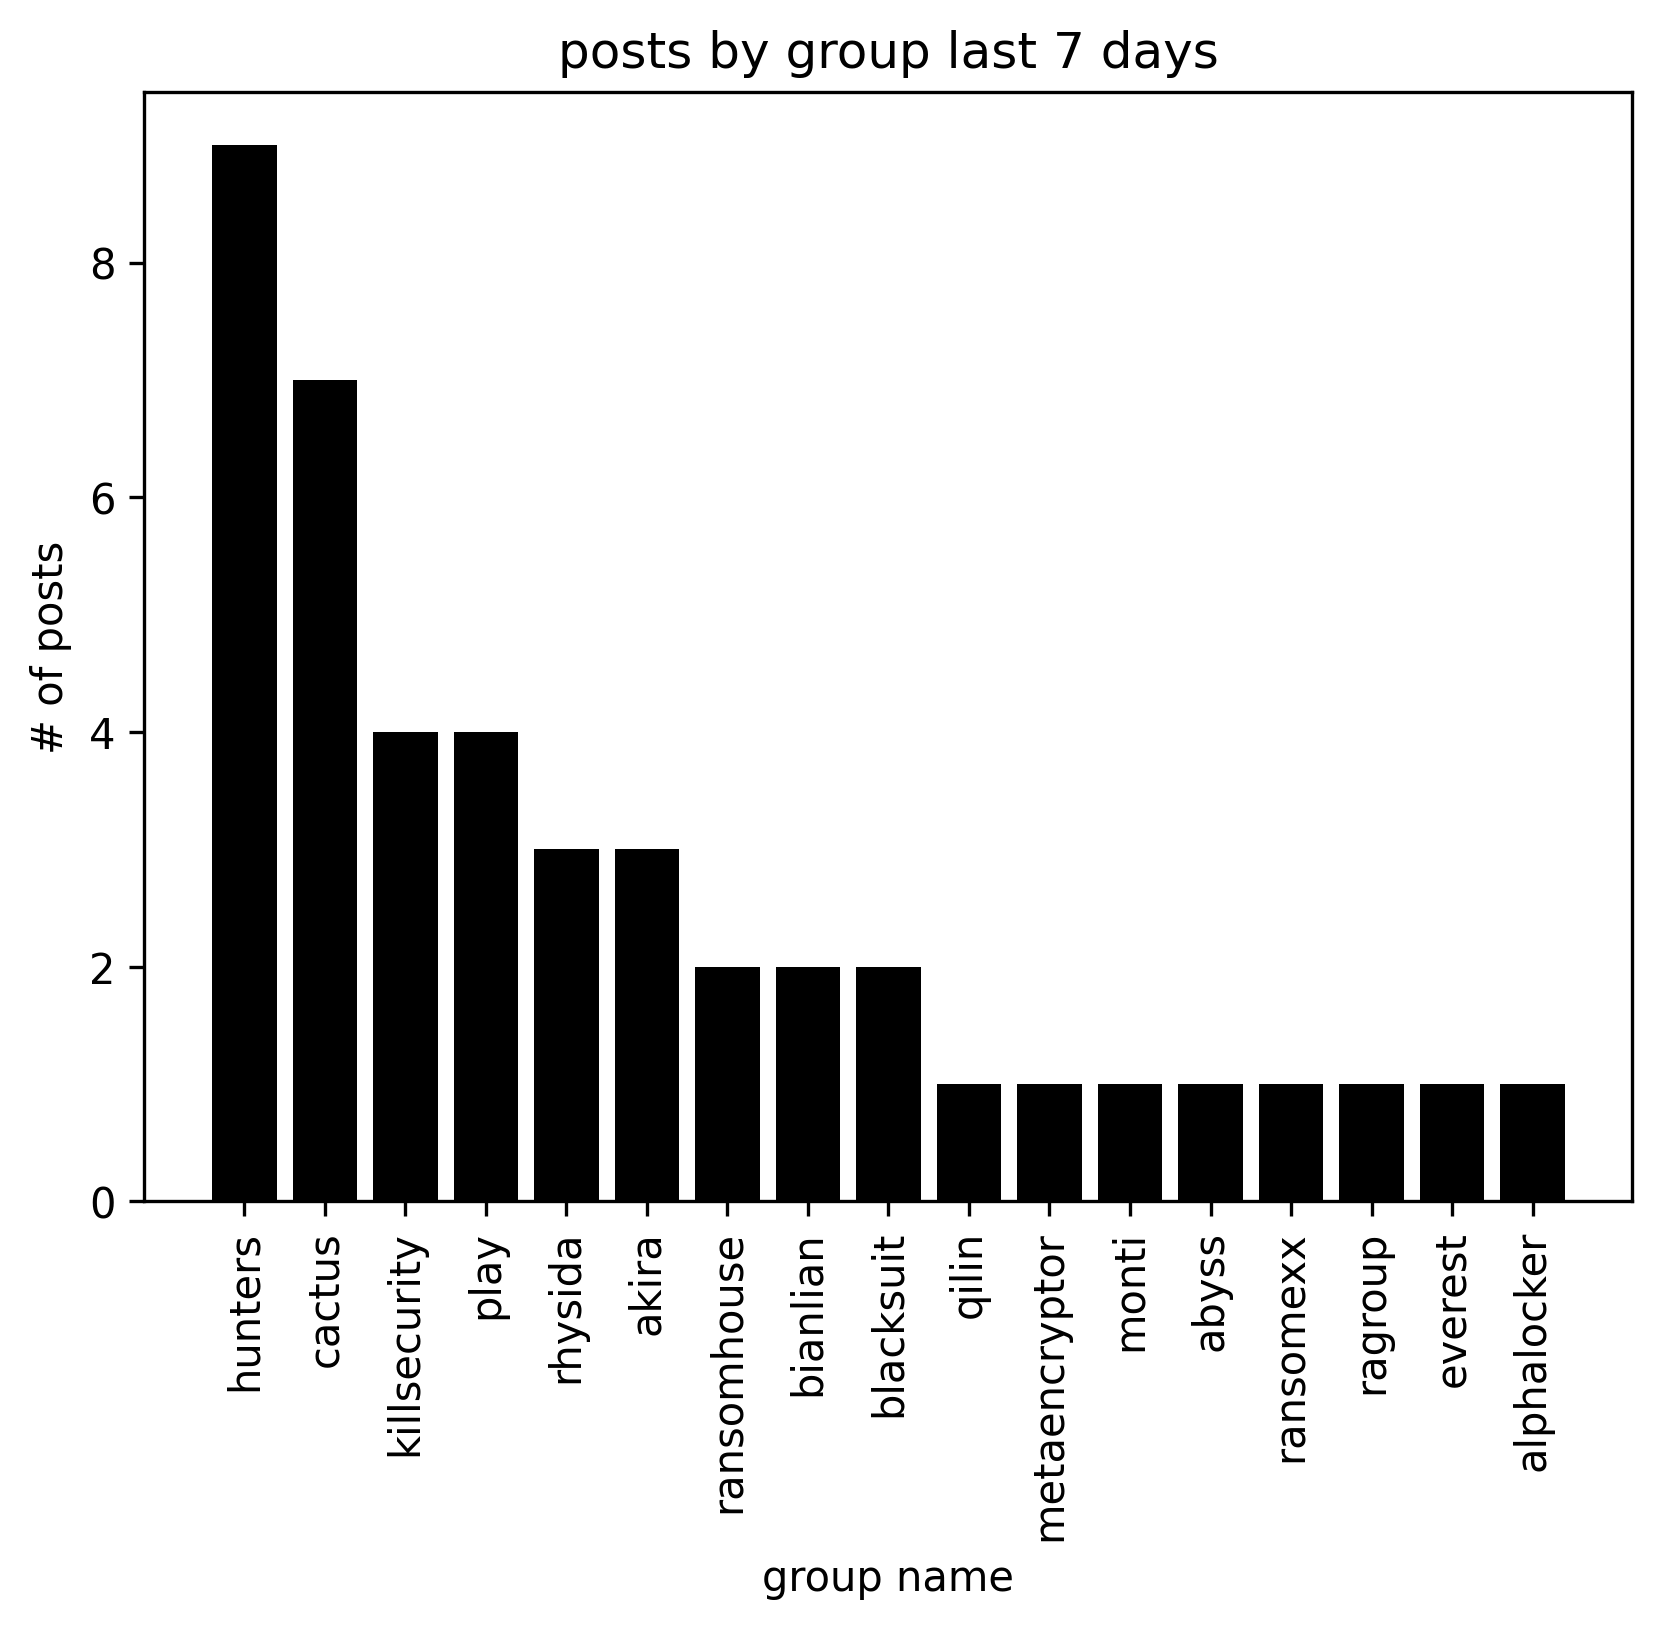 posts by group last 7 days
# of posts
8
6
4
2
0
hunters
cactus
killsecurity
play
rhysida
akira
ransomhouse
bianlian
blacksuit
qilin
metaencryptor
monti
abyss
ransomexx
ragroup
everest
alphalocker
group name